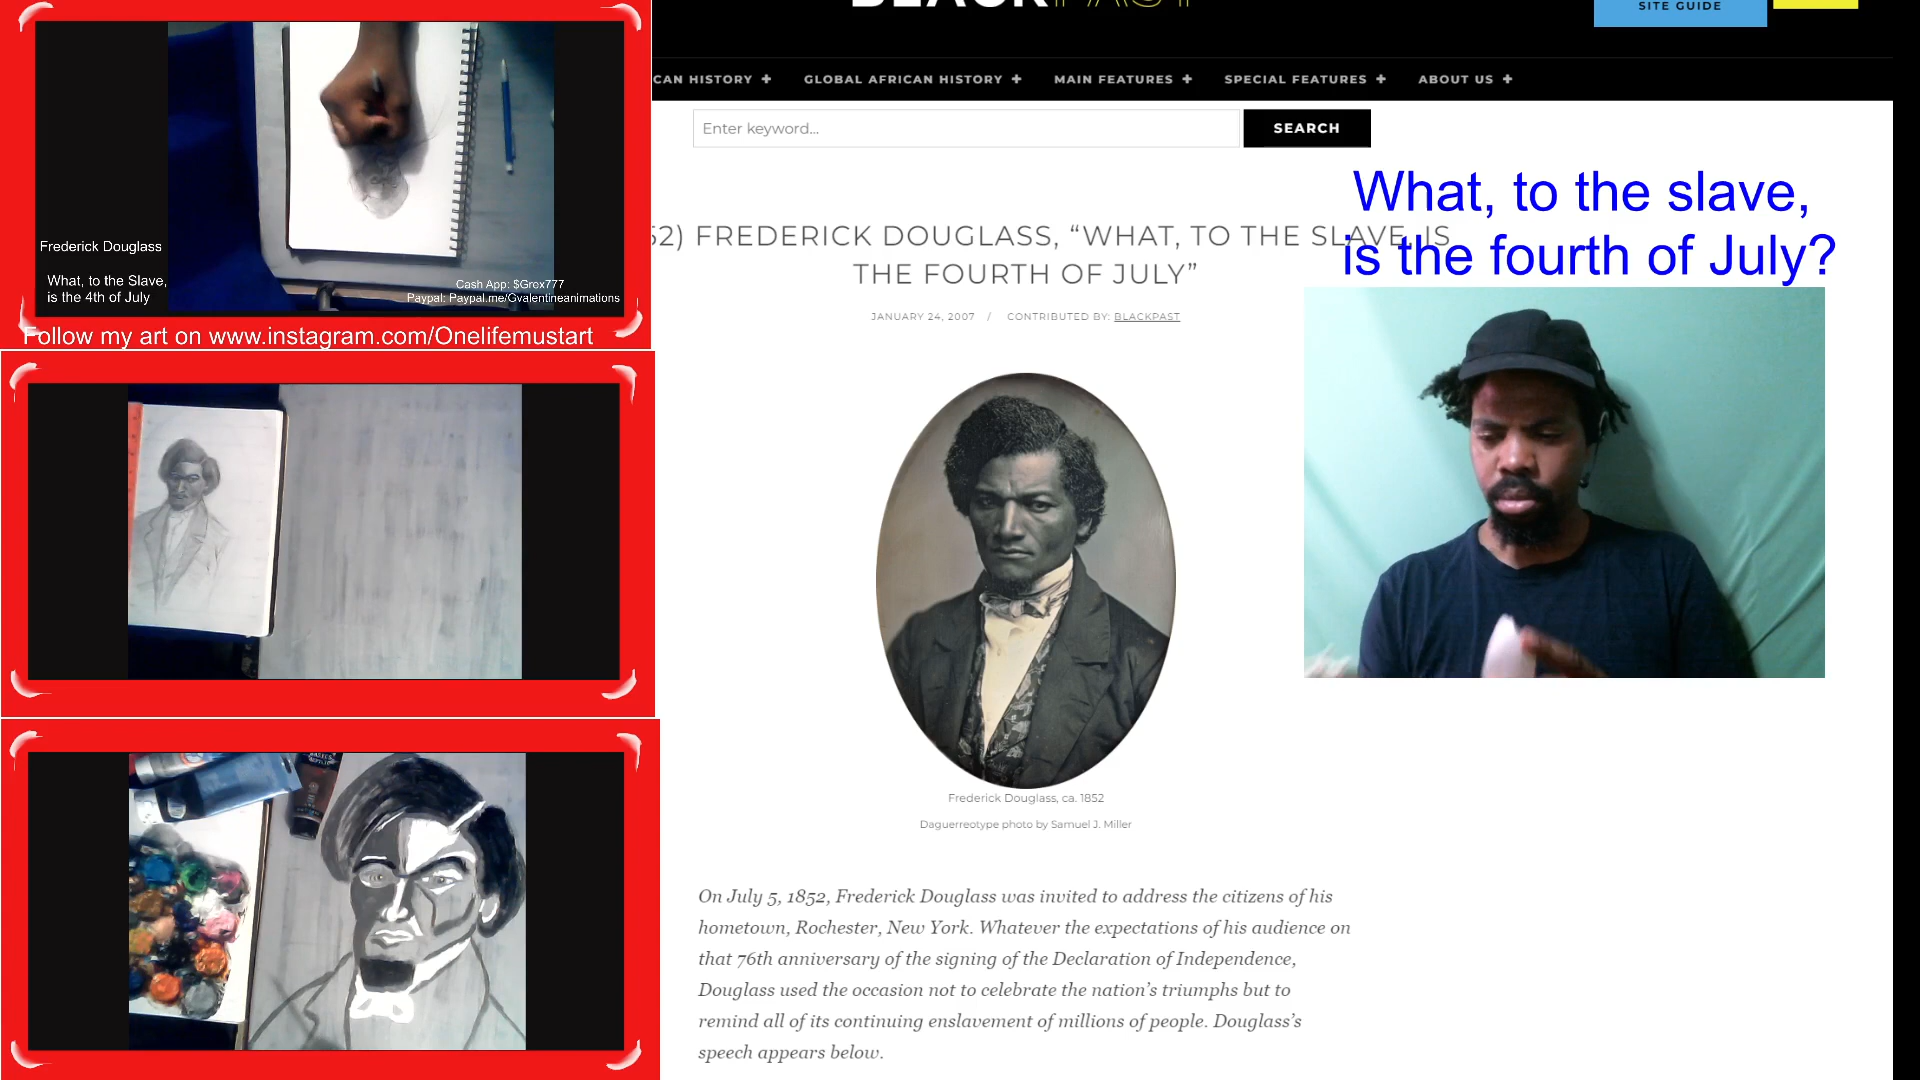 Frederick Douglass
What, to the Slave,
is the 4th of July
Cash App: $Grox777
Paypal: Paypal.me/Gvalentineanimations
Follow my art on www.instagram.com/Onelifemustart
SITE GUIDE
CAN HISTORY + GLOBAL AFRICAN HISTORY + MAIN FEATURES + SPECIAL FEATURES + ABOUT US +
Enter keyword... SEARCH
What, to the slave,
is the fourth of July?
52) FREDERICK DOUGLASS, “WHAT, TO THE SLAVE, IS
THE FOURTH OF JULY”
JANUARY 24, 2007 / CONTRIBUTED BY: BLACKPAST
Frederick Douglass, ca. 1852
Daguerreotype photo by Samuel J. Miller
On July 5, 1852, Frederick Douglass was invited to address the citizens of his
hometown, Rochester, New York. Whatever the expectations of his audience on
that 76th anniversary of the signing of the Declaration of Independence,
Douglass used the occasion not to celebrate the nation’s triumphs but to
remind all of its continuing enslavement of millions of people. Douglass’s
speech appears below.